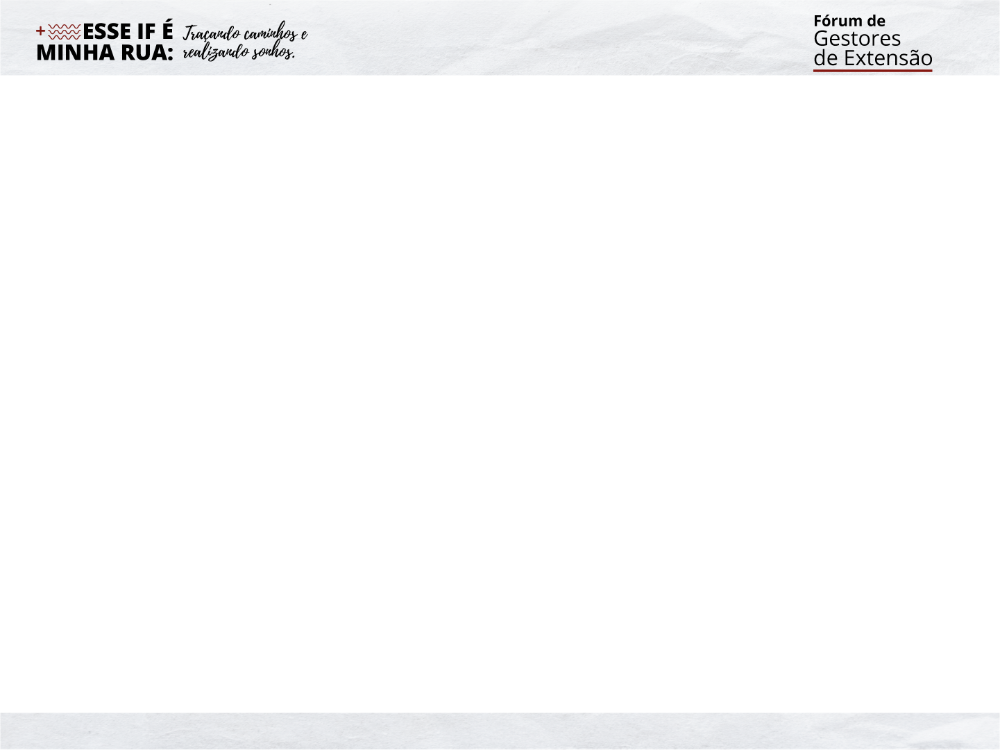 + ESSE IF É
MINHA RUA:
Traçando caminhos e
realizando sonhos.
Fórum de
Gestores
de Extensão